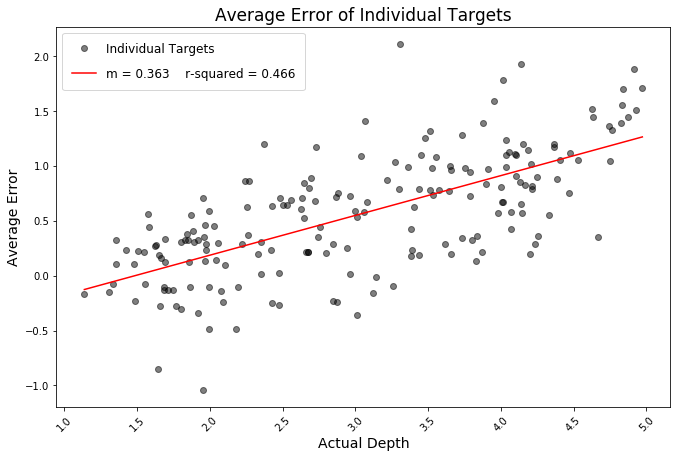 Average Error of Individual Targets
Individual Targets
m = 0.363    r-squared = 0.466
Average Error
2.0
1.5
1.0
0.5
0.0
−0.5
−1.0
1.0 1.5 2.0 2.5 3.0 3.5 4.0 4.5 5.0
Actual Depth